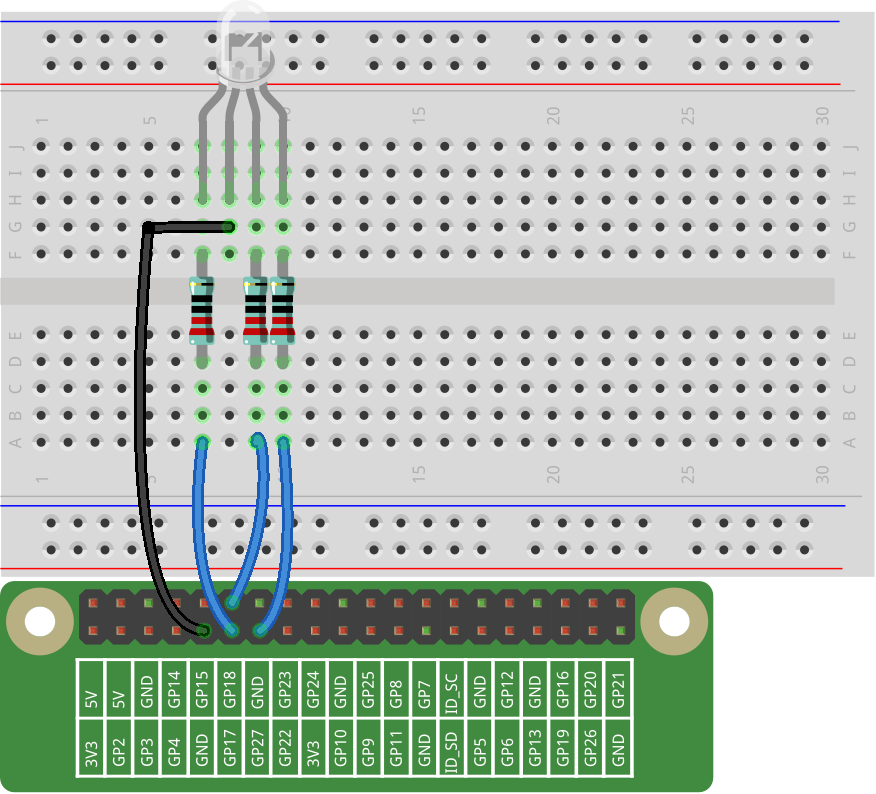 1 5 10 15 20 25 30
J J
I I
H H
G G
F F
E E
D D
C C
B B
A A
1 5 15 20 25 30
5V 5V GND GP14 GP15 GP18 GND GP23 GP24 GND GP25 GP8 GP7 ID_SC GND GP12 GND GP16 GP20 GP21
3V3 GP2 GP3 GP4 GND GP17 GP27 GP22 3V3 GP10 GP9 GP11 GND ID_SD GP5 GP6 GP13 GP19 GP26 GND